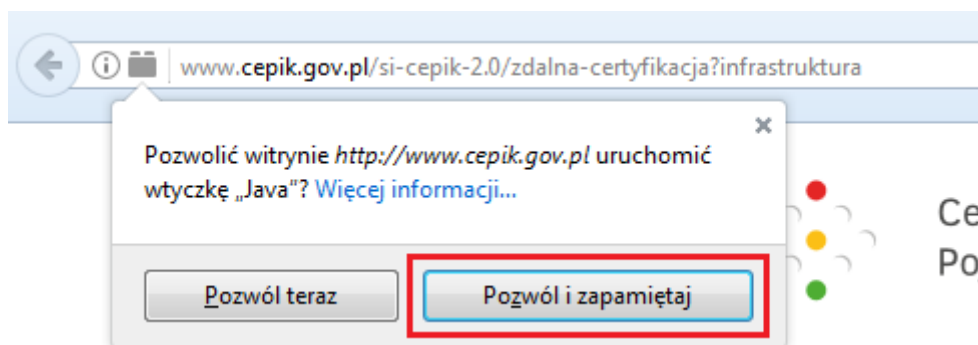 www.cepik.gov.pl/si-cepik-2.0/zdalna-certyfikacja?infrastruktura
Pozwolić witrynie http://www.cepik.gov.pl uruchomić
wtyczkę „Java”? Więcej informacji...
Ce
Po
Pozwól teraz
Pozwól i zapamiętaj